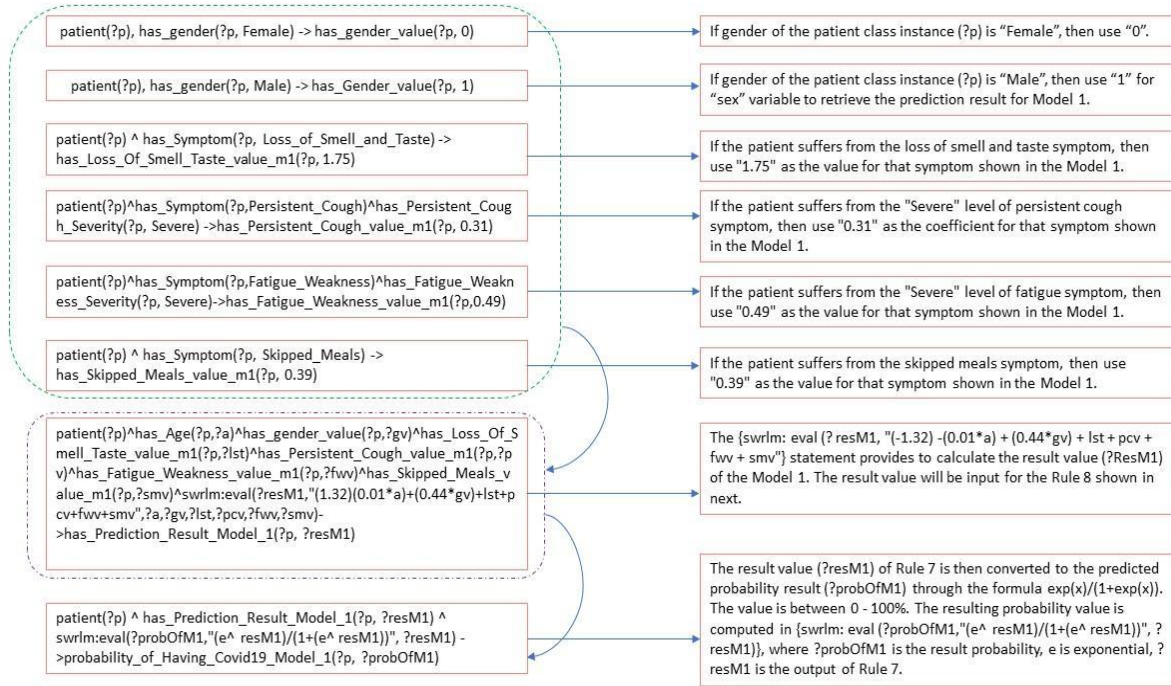 patient(?p), has_gender(?p, Female) -> has_gender_value(?p, 0)
If gender of the patient class instance (?p) is “Female”, then use “0”.
patient(?p), has_gender(?p, Male) -> has_Gender_value(?p, 1)
If gender of the patient class instance (?p) is “Male”, then use “1” for
“sex” variable to retrieve the prediction result for Model 1.
patient(?p) ^ has_Symptom(?p, Loss_of_Smell_and_Taste) ->
has_Loss_Of_Smell_Taste_value_m1(?p, 1.75)
If the patient suffers from the loss of smell and taste symptom, then
use "1.75" as the value for that symptom shown in the Model 1.
patient(?p)^has_Symptom(?p,Persistent_Cough)^has_Persistent_Coug
h_Severity(?p, Severe) ->has_Persistent_Cough_value_m1(?p, 0.31)
If the patient suffers from the "Severe" level of persistent cough
symptom, then use "0.31" as the coefficient for that symptom shown
in the Model 1.
patient(?p)^has_Symptom(?p,Fatigue_Weakness)^has_Fatigue_Weakn
ess_Severity(?p, Severe)->has_Fatigue_Weakness_value_m1(?p,0.49)
If the patient suffers from the "Severe" level of fatigue symptom, then
use "0.49" as the value for that symptom shown in the Model 1.
patient(?p) ^ has_Symptom(?p, Skipped_Meals) ->
has_Skipped_Meals_value_m1(?p, 0.39)
If the patient suffers from the skipped meals symptom, then use
"0.39" as the value for that symptom shown in the Model 1.
patient(?p)^has_Age(?p,?a)^has_gender_value(?p,?gv)^has_Loss_Of_S
mell_Taste_value_m1(?p,?lst)^has_Persistent_Cough_value_m1(?p,?p
v)^has_Fatigue_Weakness_value_m1(?p,?fwv)^has_Skipped_Meals_v
alue_m1(?p,?smv)^swrlm:eval(?resM1,"(1.32)(0.01*a)+(0.44*gv)+lst+p
cv+fwv+smv",?a,?gv,?lst,?pcv,?fwv,?smv)-
>has_Prediction_Result_Model_1(?p, ?resM1)
The {swrlm: eval (? resM1, "(-1.32) -(0.01*a) + (0.44*gv) + lst + pcv +
fwv + smv"} statement provides to calculate the result value (?ResM1)
of the Model 1. The result value will be input for the Rule 8 shown in
next.
patient(?p) ^ has_Prediction_Result_Model_1(?p, ?resM1) ^
swrlm:eval(?probOfM1,"(e^ resM1)/(1+(e^ resM1))", ?resM1) -
>probability_of_Having_Covid19_Model_1(?p, ?probOfM1)
The result value (?resM1) of Rule 7 is then converted to the predicted
probability result (?probOfM1) through the formula exp(x)/(1+exp(x)).
The value is between 0 - 100%. The resulting probability value is
computed in {swrlm: eval (?probOfM1,"(e^ resM1)/(1+(e^ resM1))", ?
resM1)}, where ?probOfM1 is the result probability, e is exponential, ?
resM1 is the output of Rule 7.